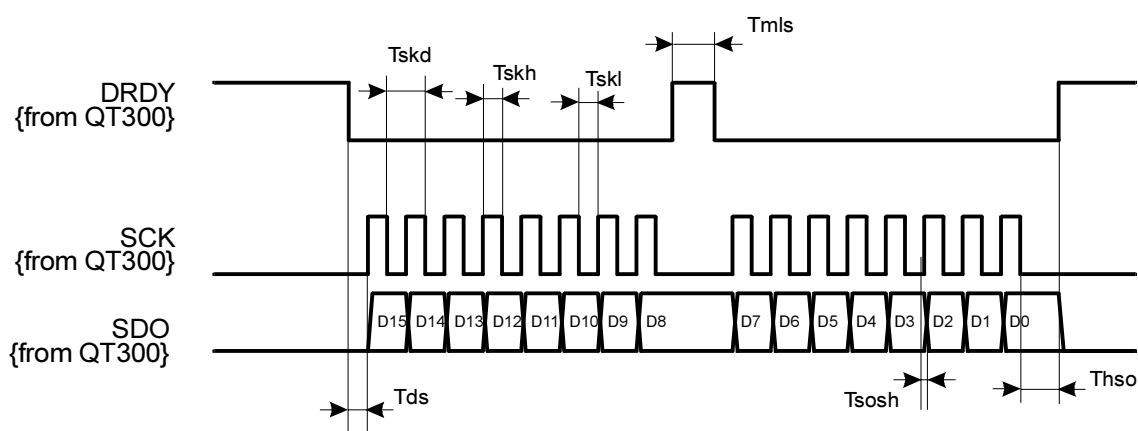 Tmls
Tskd
Tskh
Tskl
DRDY
{from QT300}
SCK
{from QT300}
SDO
{from QT300}
D15 D14 D13 D12 D11 D10 D9 D8 D7 D6 D5 D4 D3 D2 D1 D0
Tds
Tsosh
Thso